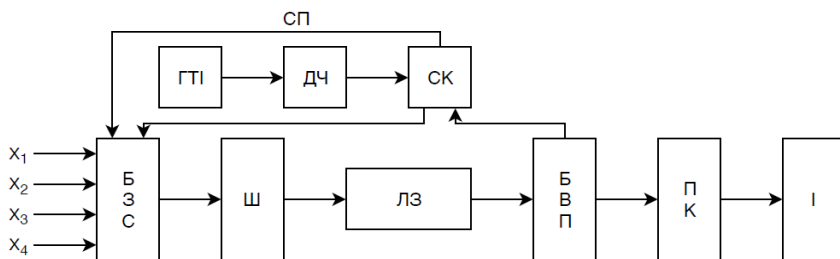 СП
ГТІ
ДЧ
СК
X1
X2
X3
X4
Б
З
С
Ш
ЛЗ
Б
В
П
П
К
І